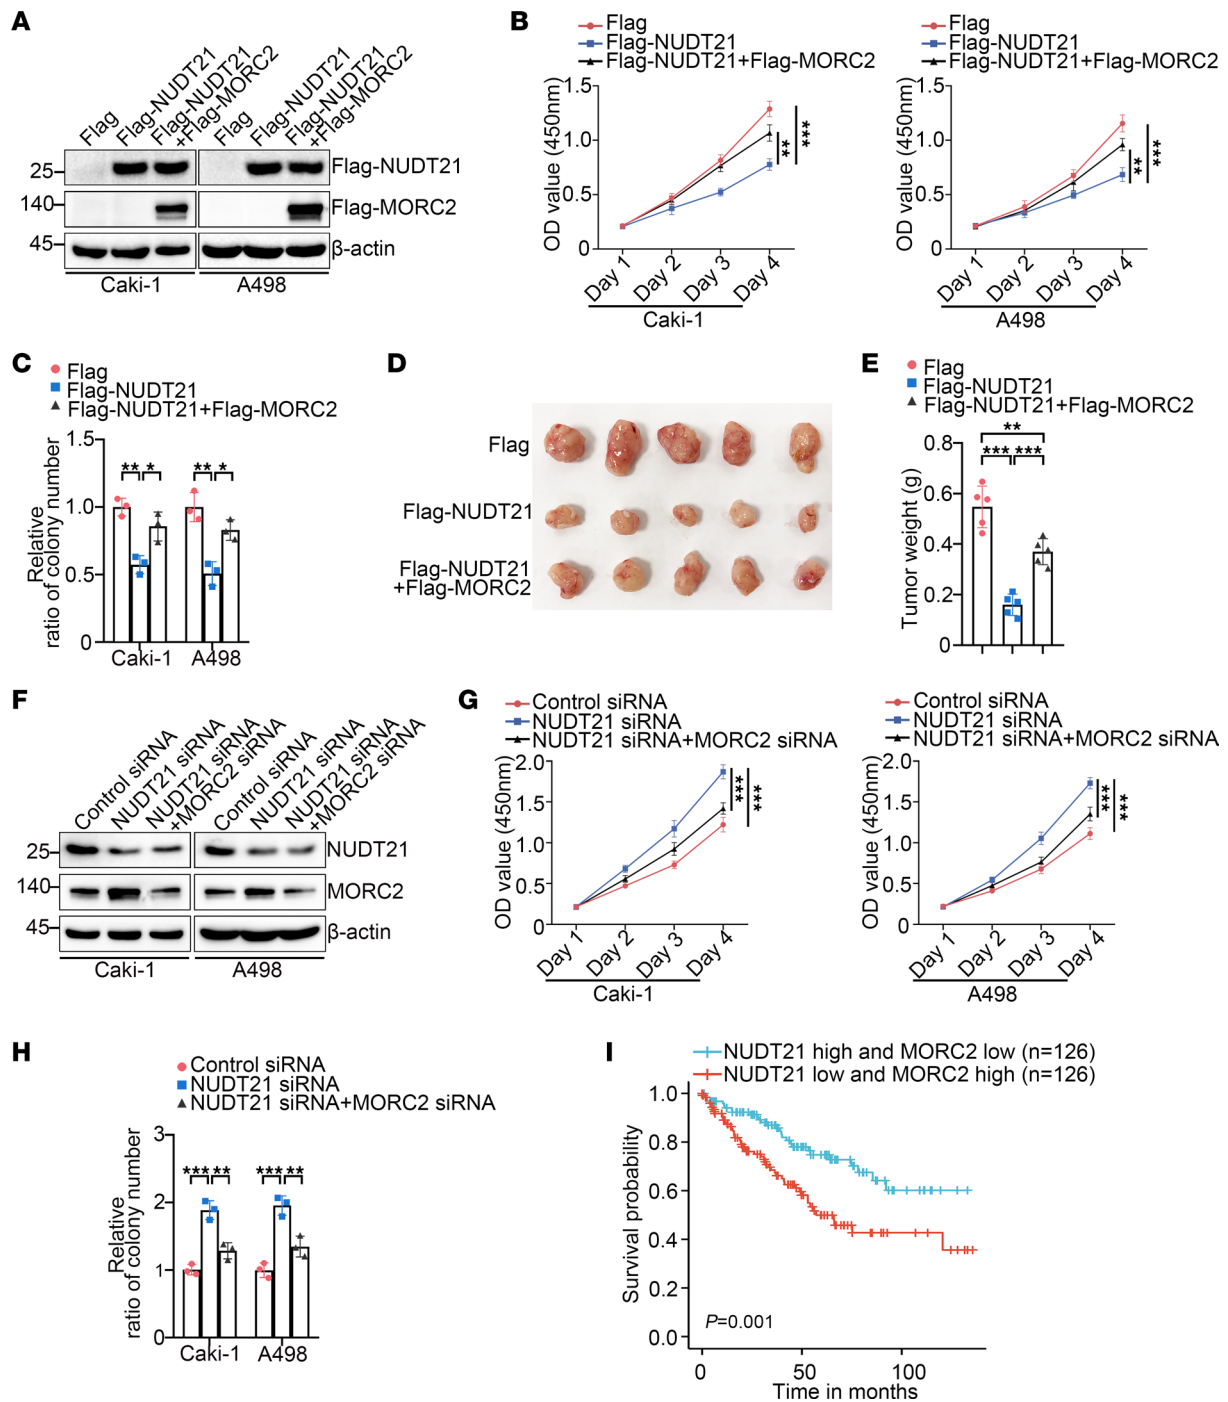 A
Flag
Flag-NUDT21
Flag-NUDT21
+Flag-MORC2
Flag
Flag-NUDT21
Flag-NUDT21
+Flag-MORC2
25
Flag-NUDT21
140
Flag-MORC2
45
β-actin
Caki-1
A498
B
Flag
Flag-NUDT21
Flag-NUDT21+Flag-MORC2
OD value (450nm)
1.5
1.0
0.5
0
Day 1
Day 2
Day 3
Day 4
Caki-1
**
***
Flag
Flag-NUDT21
Flag-NUDT21+Flag-MORC2
OD value (450nm)
1.5
1.0
0.5
0
Day 1
Day 2
Day 3
Day 4
A498
**
***
C
Flag
Flag-NUDT21
Flag-NUDT21+Flag-MORC2
Relative
ratio of colony number
1.5
1.0
0.5
0
** *
** *
Caki-1
A498
D
Flag
Flag-NUDT21
Flag-NUDT21
+Flag-MORC2
E
Flag
Flag-NUDT21
Flag-NUDT21+Flag-MORC2
Tumor weight (g)
0.8
0.6
0.4
0.2
0
**
*** ***
F
Control siRNA
NUDT21 siRNA
NUDT21 siRNA
+MORC2 siRNA
Control siRNA
NUDT21 siRNA
NUDT21 siRNA
+MORC2 siRNA
25
NUDT21
140
MORC2
45
β-actin
Caki-1
A498
G
Control siRNA
NUDT21 siRNA
NUDT21 siRNA+MORC2 siRNA
OD value (450nm)
2.0
1.5
1.0
0.5
0
Day 1
Day 2
Day 3
Day 4
Caki-1
***
***
Control siRNA
NUDT21 siRNA
NUDT21 siRNA+MORC2 siRNA
OD value (450nm)
2.0
1.5
1.0
0.5
0
Day 1
Day 2
Day 3
Day 4
A498
***
***
H
Control siRNA
NUDT21 siRNA
NUDT21 siRNA+MORC2 siRNA
Relative
ratio of colony number
3
2
1
0
*** **
*** **
Caki-1
A498
I
NUDT21 high and MORC2 low (n=126)
NUDT21 low and MORC2 high (n=126)
Survival probability
1.0
0.8
0.6
0.4
0.2
0.0
P=0.001
0
50
100
Time in months